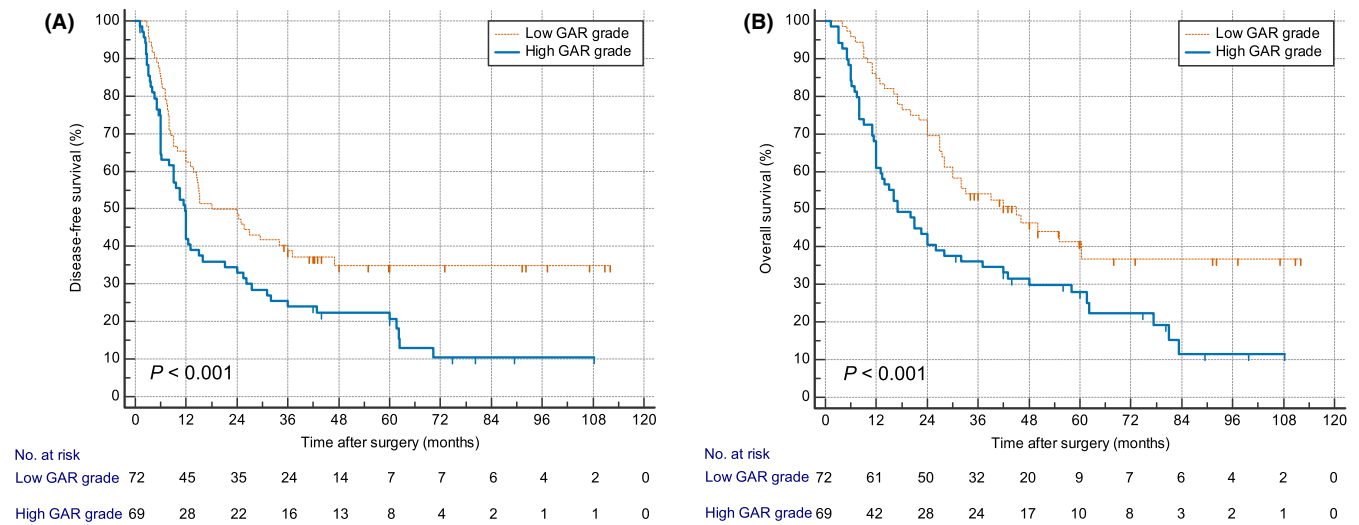 (A)
Low GAR grade
High GAR grade
Disease-free survival (%)
100
90
80
70
60
50
40
30
20
10
0
P < 0.001
0 12 24 36 48 60 72 84 96 108 120
Time after surgery (months)
No. at risk
Low GAR grade 72 45 35 24 14 7 7 6 4 2 0
High GAR grade 69 28 22 16 13 8 4 2 1 1 0
(B)
Low GAR grade
High GAR grade
Overall survival (%)
100
90
80
70
60
50
40
30
20
10
0
P < 0.001
0 12 24 36 48 60 72 84 96 108 120
Time after surgery (months)
No. at risk
Low GAR grade 72 61 50 32 20 9 7 6 4 2 0
High GAR grade 69 42 28 24 17 10 8 3 2 1 0